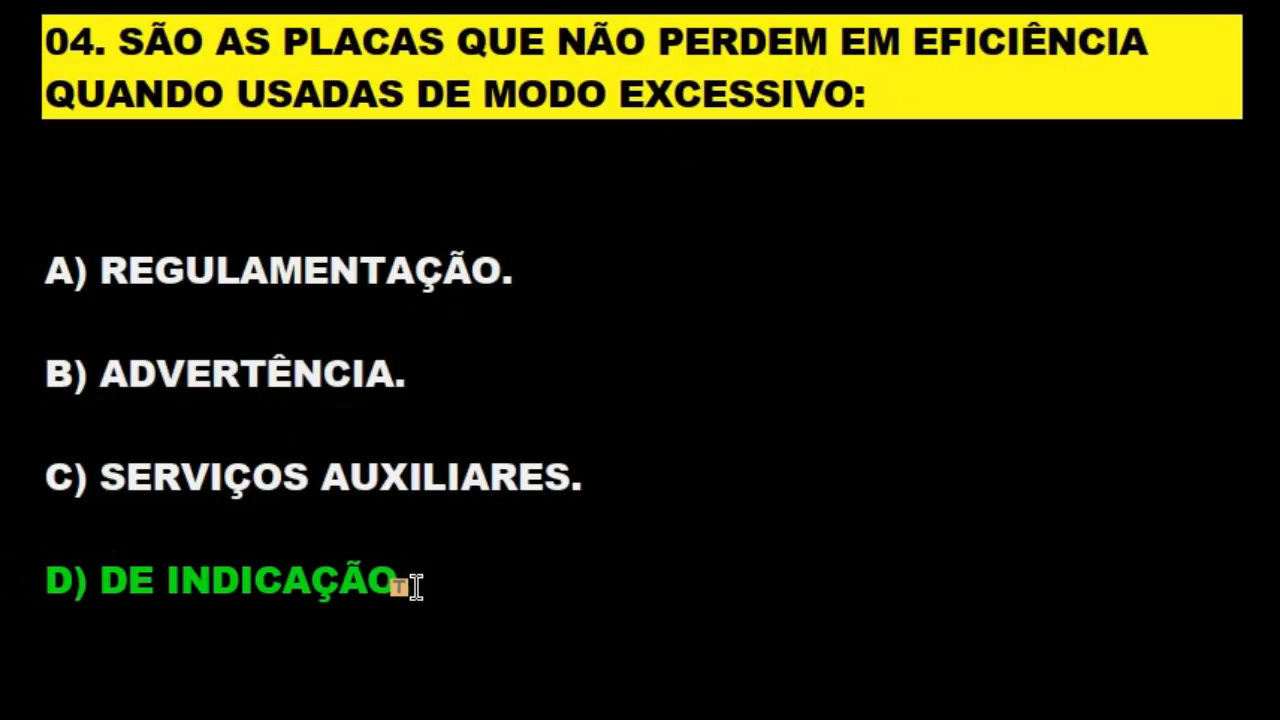 04. SÃO AS PLACAS QUE NÃO PERDEM EM EFICIÊNCIA
QUANDO USADAS DE MODO EXCESSIVO:
A) REGULAMENTAÇÃO.
B) ADVERTÊNCIA.
C) SERVIÇOS AUXILIARES.
D) DE INDICAÇÃO
T